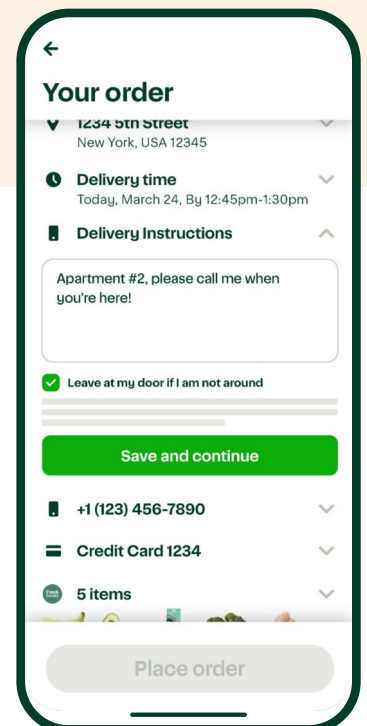 Your order
1234 5th Street
New York, USA 12345
Delivery time
Today, March 24, By 12:45pm-1:30pm
Delivery Instructions
Apartment #2, please call me when
you're here!
Leave at my door if I am not around
Save and continue
+1 (123) 456-7890
Credit Card 1234
5 items
Place order